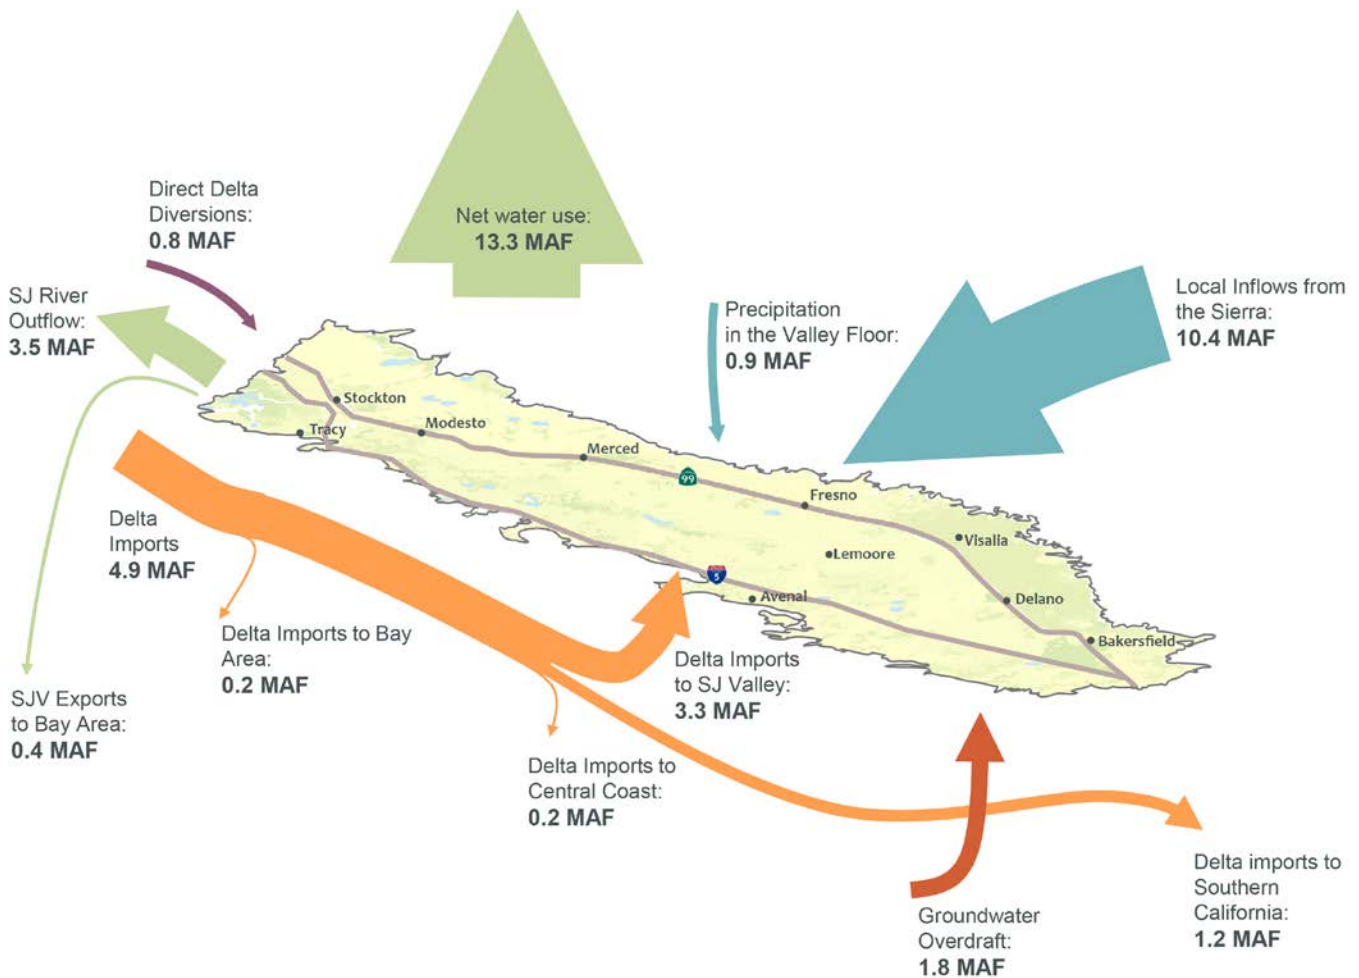 Net water use:
13.3 MAF
Direct Delta
Diversions:
0.8 MAF
SJ River
Outflow:
3.5 MAF
Precipitation
in the Valley Floor:
0.9 MAF
Local Inflows from
the Sierra:
10.4 MAF
Stockton
Tracy
Modesto
Merced
99
Fresno
Visalia
Lemoore
5
Avenal
Delano
Bakersfield
Delta
Imports
4.9 MAF
Delta Imports to Bay
Area:
0.2 MAF
Delta Imports
to SJ Valley:
3.3 MAF
SJV Exports
to Bay Area:
0.4 MAF
Delta Imports to
Central Coast:
0.2 MAF
Groundwater
Overdraft:
1.8 MAF
Delta imports to
Southern
California:
1.2 MAF